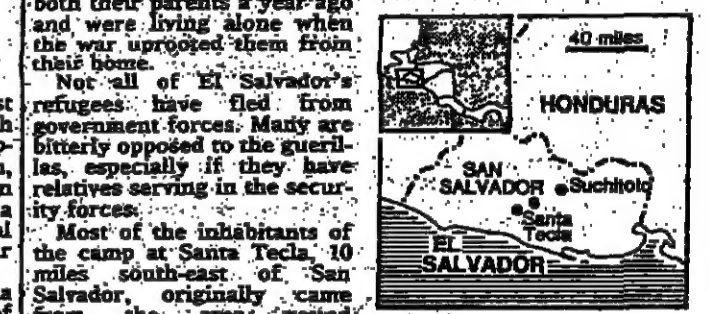 both their parents a year ago
and were living alone when
the war uprooted them from
their home.
Not all of El Salvador's
refugees have fled from
government forces. Many are
bitterly opposed to the gueril-
las, especially if they have
relatives serving in the secur-
ity forces.
Most of the inhabitants of
the camp at Santa Tecla, 10
miles south-east of San
Salvador, originally came
40 miles
HONDURAS
SAN
SALVADOR
Suchitoto
Santa
Tecla
EL
SALVADOR